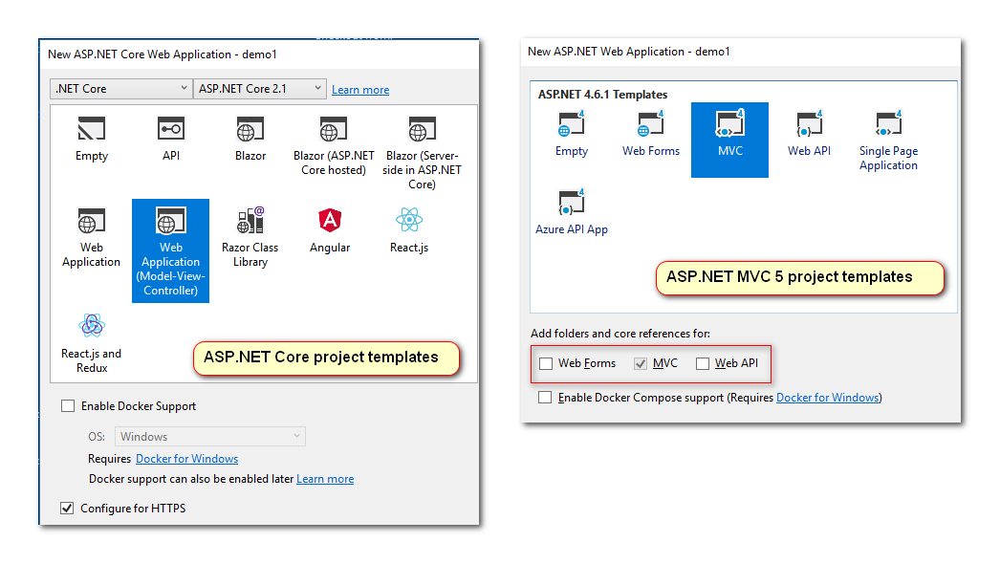 New ASP.NET Core Web Application - demo1
.NET Core
ASP.NET Core 2.1
Learn more
Empty
API
Blazor
Blazor (ASP.NET
Core hosted)
Blazor (Server-
side in ASP.NET
Core)
Web
Application
Web
Application
(Model-View-
Controller)
Razor Class
Library
Angular
React.js
React.js and
Redux
ASP.NET Core project templates
Enable Docker Support
OS:
Windows
Requires Docker for Windows
Docker support can also be enabled later Learn more
Configure for HTTPS
New ASP.NET Web Application - demo1
ASP.NET 4.6.1 Templates
Empty
Web Forms
MVC
Web API
Single Page
Application
Azure API App
ASP.NET MVC 5 project templates
Add folders and core references for:
Web Forms
MVC
Web API
Enable Docker Compose support (Requires Docker for Windows)